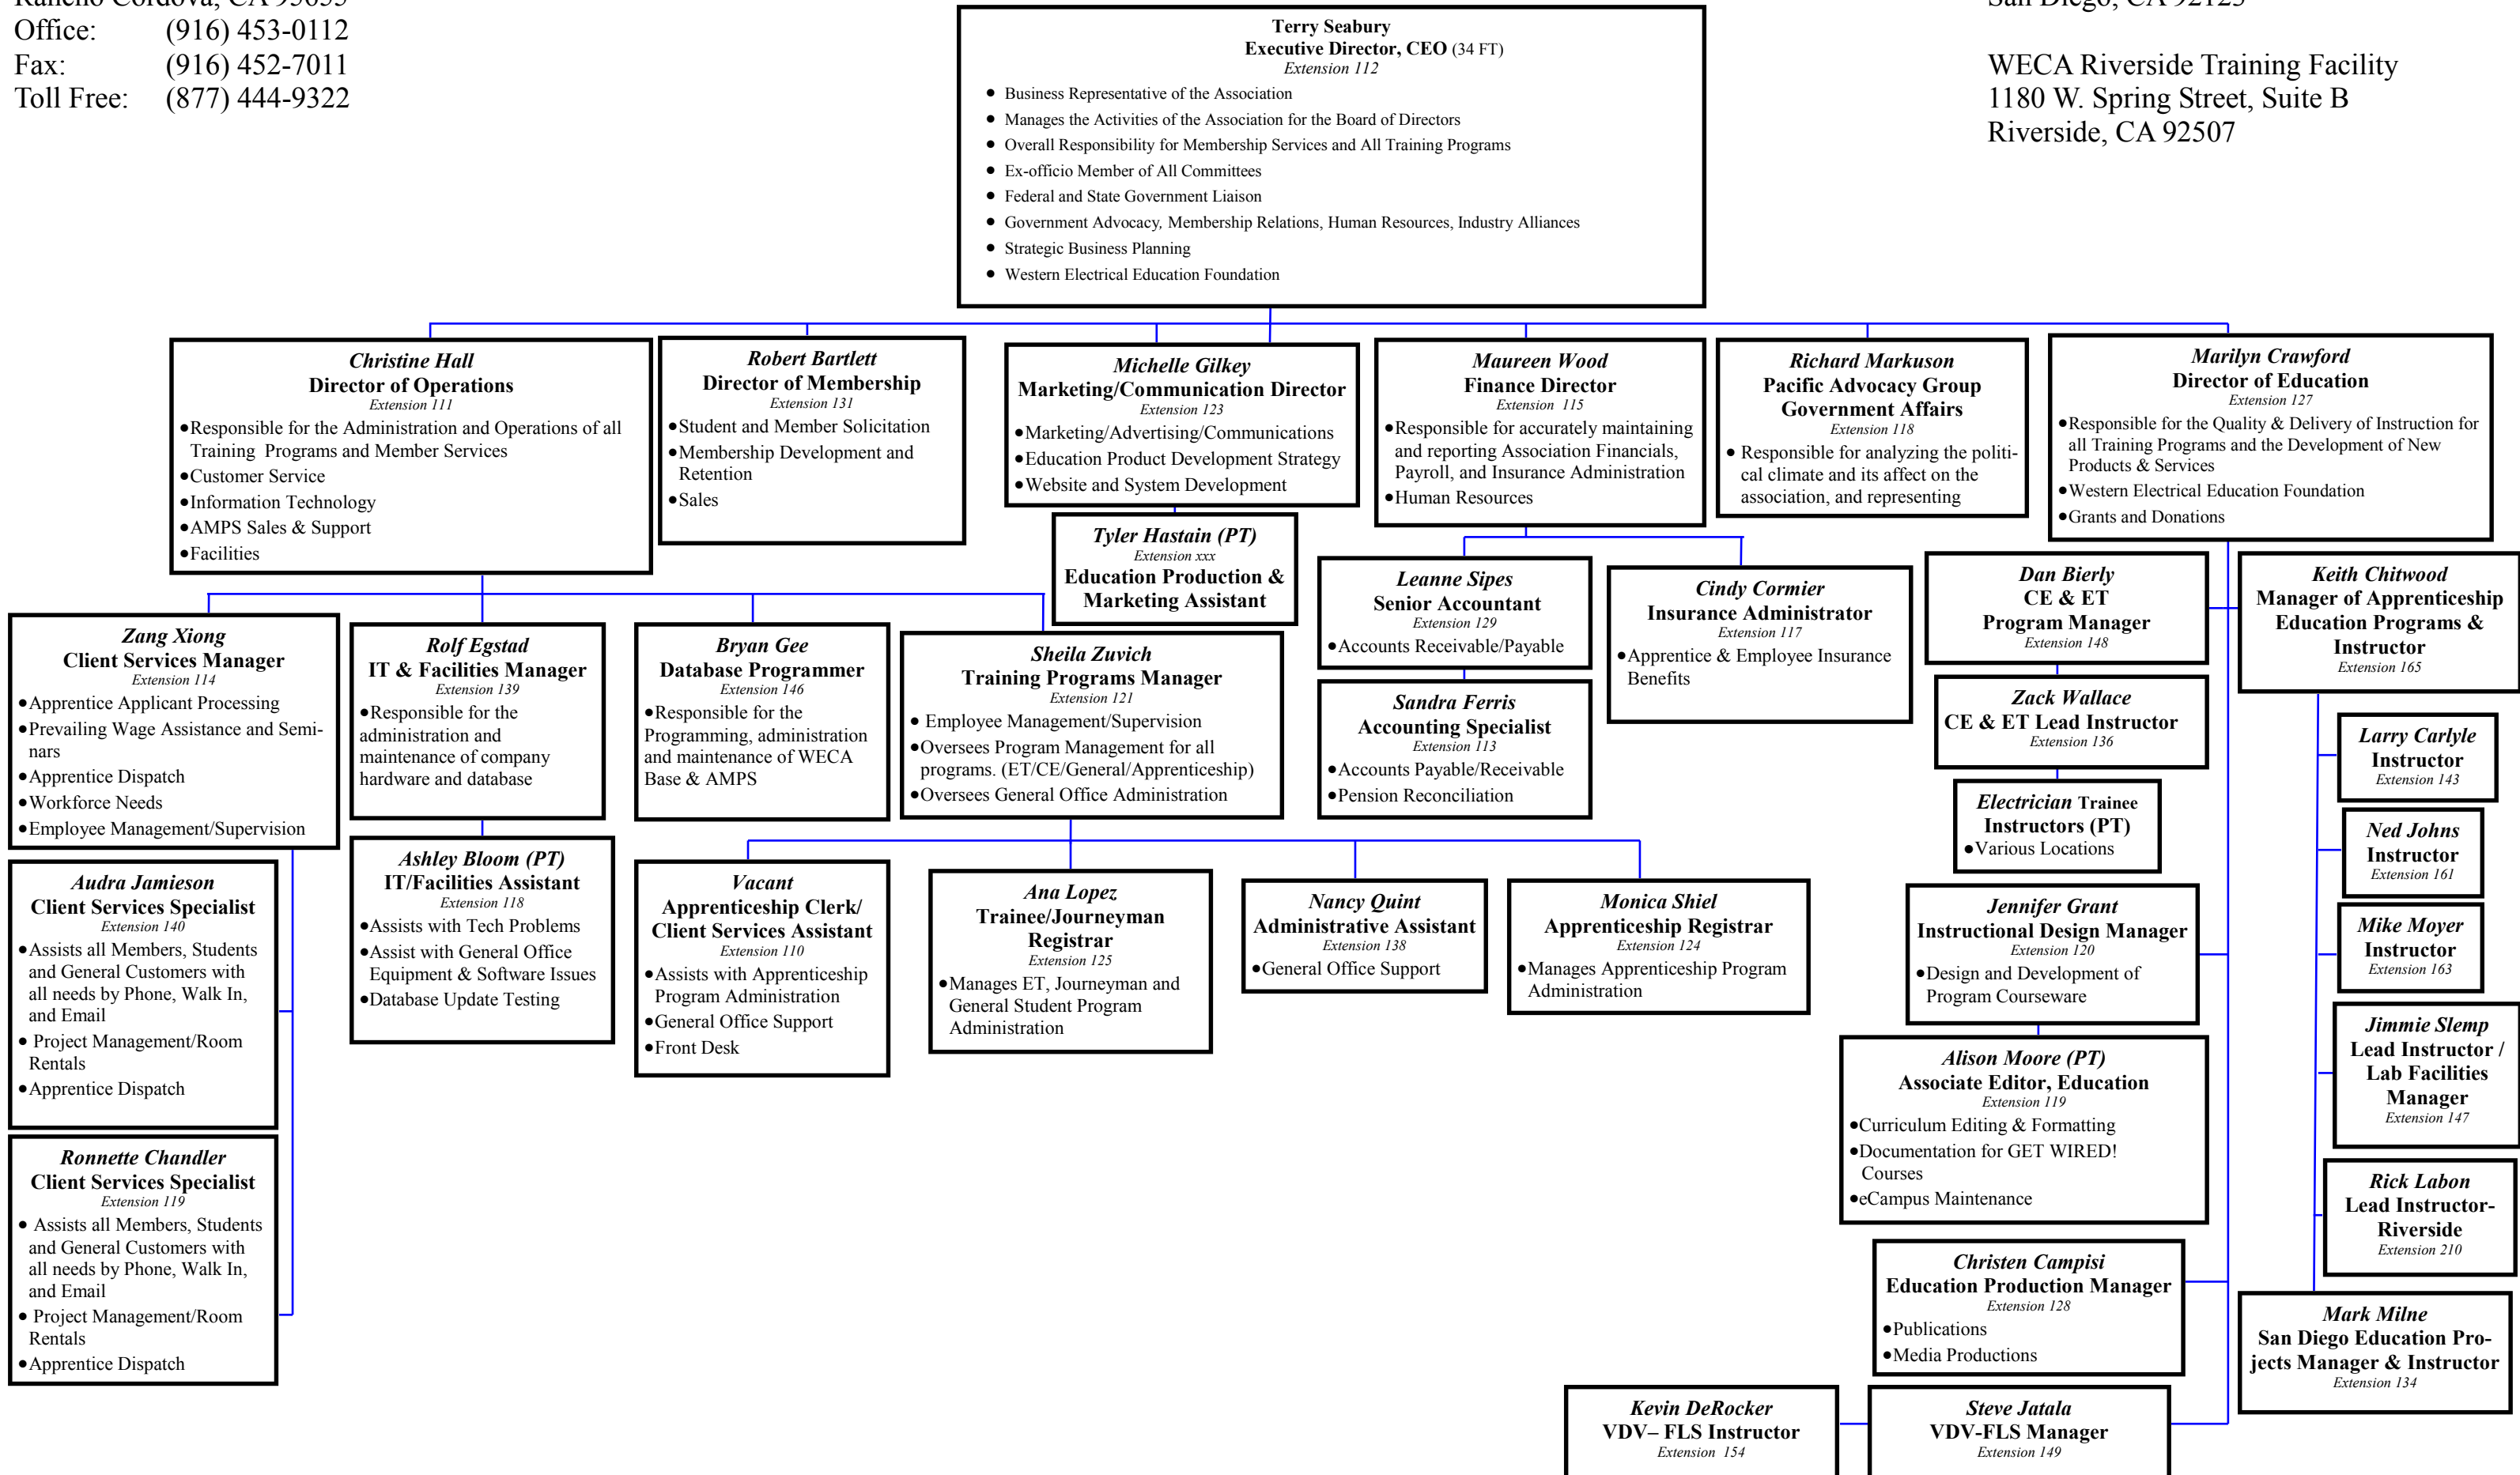 Rancho Cordova, CA 95655
Office: (916) 453-0112
Fax: (916) 452-7011
Toll Free: (877) 444-9322
San Diego, CA 92123
WECA Riverside Training Facility
1180 W. Spring Street, Suite B
Riverside, CA 92507
Terry Seabury
Executive Director, CEO (34 FT)
Extension 112
● Business Representative of the Association
● Manages the Activities of the Association for the Board of Directors
● Overall Responsibility for Membership Services and All Training Programs
● Ex-officio Member of All Committees
● Federal and State Government Liaison
● Government Advocacy, Membership Relations, Human Resources, Industry Alliances
● Strategic Business Planning
● Western Electrical Education Foundation
Christine Hall
Director of Operations
Extension 111
●Responsible for the Administration and Operations of all
Training Programs and Member Services
●Customer Service
●Information Technology
●AMPS Sales & Support
●Facilities
Robert Bartlett
Director of Membership
Extension 131
●Student and Member Solicitation
●Membership Development and
Retention
●Sales
Michelle Gilkey
Marketing/Communication Director
Extension 123
●Marketing/Advertising/Communications
●Education Product Development Strategy
●Website and System Development
Maureen Wood
Finance Director
Extension 115
●Responsible for accurately maintaining
and reporting Association Financials,
Payroll, and Insurance Administration
●Human Resources
Richard Markuson
Pacific Advocacy Group
Government Affairs
Extension 118
● Responsible for analyzing the politi-
cal climate and its affect on the
association, and representing
Marilyn Crawford
Director of Education
Extension 127
●Responsible for the Quality & Delivery of Instruction for
all Training Programs and the Development of New
Products & Services
●Western Electrical Education Foundation
●Grants and Donations
Tyler Hastain (PT)
Extension xxx
Education Production &
Marketing Assistant
Leanne Sipes
Senior Accountant
Extension 129
●Accounts Receivable/Payable
Cindy Cormier
Insurance Administrator
Extension 117
●Apprentice & Employee Insurance
Benefits
Dan Bierly
CE & ET
Program Manager
Extension 148
Keith Chitwood
Manager of Apprenticeship
Education Programs &
Instructor
Extension 165
Zang Xiong
Client Services Manager
Extension 114
●Apprentice Applicant Processing
●Prevailing Wage Assistance and Semi-
nars
●Apprentice Dispatch
●Workforce Needs
●Employee Management/Supervision
Rolf Egstad
IT & Facilities Manager
Extension 139
●Responsible for the
administration and
maintenance of company
hardware and database
Bryan Gee
Database Programmer
Extension 146
●Responsible for the
Programming, administration
and maintenance of WECA
Base & AMPS
Sheila Zuvich
Training Programs Manager
Extension 121
● Employee Management/Supervision
●Oversees Program Management for all
programs. (ET/CE/General/Apprenticeship)
●Oversees General Office Administration
Sandra Ferris
Accounting Specialist
Extension 113
●Accounts Payable/Receivable
●Pension Reconciliation
Zack Wallace
CE & ET Lead Instructor
Extension 136
Electrician Trainee
Instructors (PT)
●Various Locations
Larry Carlyle
Instructor
Extension 143
Ned Johns
Instructor
Extension 161
Mike Moyer
Instructor
Extension 163
Jimmie Slemp
Lead Instructor /
Lab Facilities
Manager
Extension 147
Rick Labon
Lead Instructor-
Riverside
Extension 210
Mark Milne
San Diego Education Pro-
jects Manager & Instructor
Extension 134
Audra Jamieson
Client Services Specialist
Extension 140
●Assists all Members, Students
and General Customers with
all needs by Phone, Walk In,
and Email
● Project Management/Room
Rentals
●Apprentice Dispatch
Ashley Bloom (PT)
IT/Facilities Assistant
Extension 118
●Assists with Tech Problems
●Assist with General Office
Equipment & Software Issues
●Database Update Testing
Vacant
Apprenticeship Clerk/
Client Services Assistant
Extension 110
●Assists with Apprenticeship
Program Administration
●General Office Support
●Front Desk
Ana Lopez
Trainee/Journeyman
Registrar
Extension 125
●Manages ET, Journeyman and
General Student Program
Administration
Nancy Quint
Administrative Assistant
Extension 138
●General Office Support
Monica Shiel
Apprenticeship Registrar
Extension 124
●Manages Apprenticeship Program
Administration
Jennifer Grant
Instructional Design Manager
Extension 120
●Design and Development of
Program Courseware
Alison Moore (PT)
Associate Editor, Education
Extension 119
●Curriculum Editing & Formatting
●Documentation for GET WIRED!
Courses
●eCampus Maintenance
Ronnette Chandler
Client Services Specialist
Extension 119
● Assists all Members, Students
and General Customers with
all needs by Phone, Walk In,
and Email
● Project Management/Room
Rentals
●Apprentice Dispatch
Christen Campisi
Education Production Manager
Extension 128
●Publications
●Media Productions
Kevin DeRocker
VDV– FLS Instructor
Extension 154
Steve Jatala
VDV-FLS Manager
Extension 149